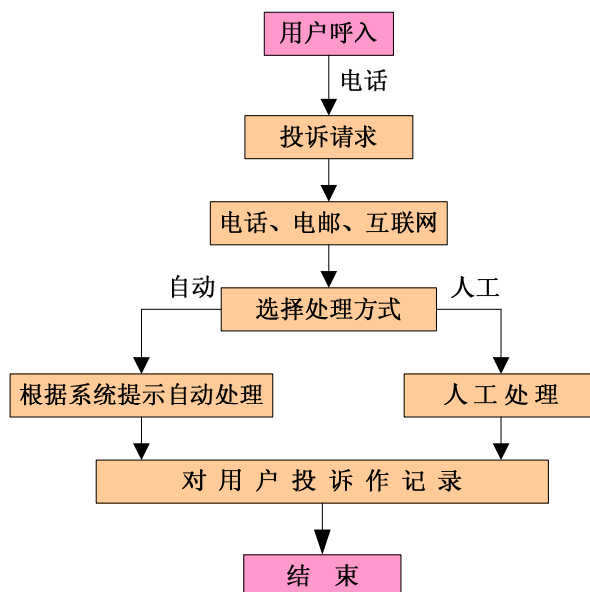 用户呼入
电话
投诉请求
电话、电邮、互联网
自动
人工
选择处理方式
根据系统提示自动处理
人工处理
对用户投诉作记录
结束